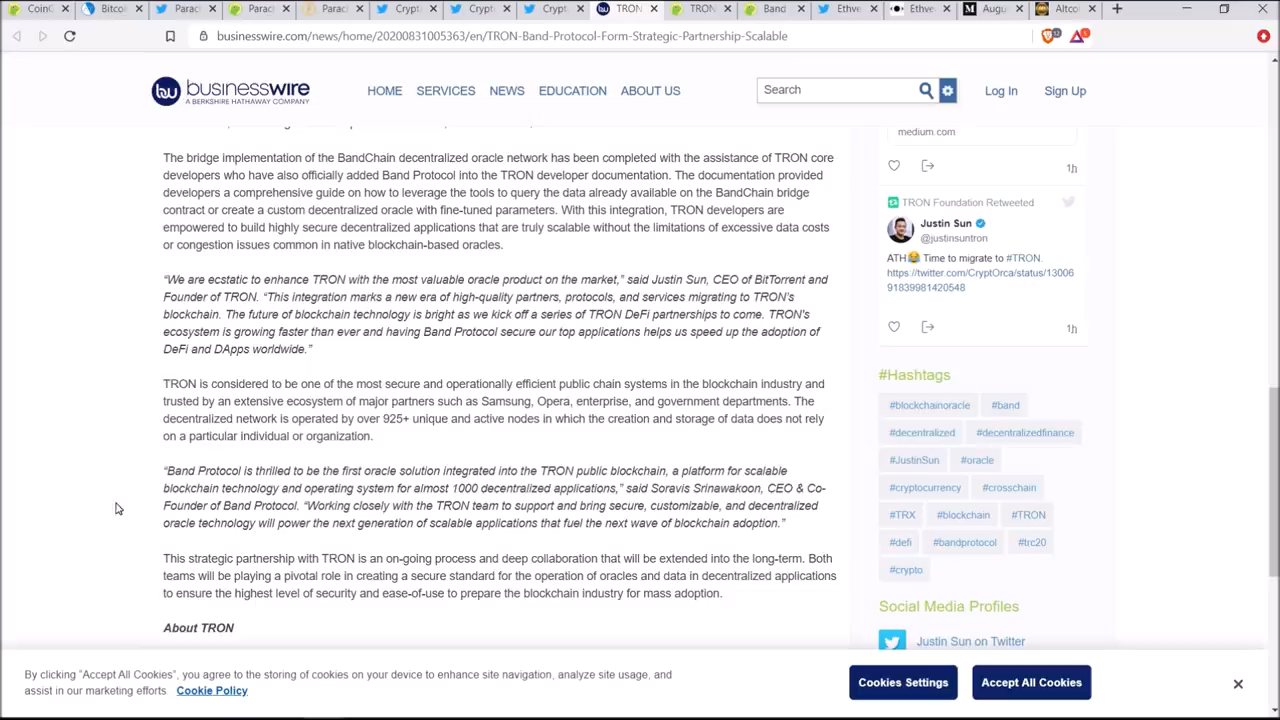 CoinG
Bitcoi
Parac
Parac
Parac
Crypt
Crypt
Crypt
TRON
TRON
Band
Ethve
Ethve
Augu
Altco
businesswire.com/news/home/20200831005363/en/TRON-Band-Protocol-Form-Strategic-Partnership-Scalable
businesswire
A BERKSHIRE HATHAWAY COMPANY
HOME
SERVICES
NEWS
EDUCATION
ABOUT US
Search
Log In
Sign Up
The bridge implementation of the BandChain decentralized oracle network has been completed with the assistance of TRON core
developers who have also officially added Band Protocol into the TRON developer documentation. The documentation provided
developers a comprehensive guide on how to leverage the tools to query the data already available on the BandChain bridge
contract or create a custom decentralized oracle with fine-tuned parameters. With this integration, TRON developers are
empowered to build highly secure decentralized applications that are truly scalable without the limitations of excessive data costs
or congestion issues common in native blockchain-based oracles.
“We are ecstatic to enhance TRON with the most valuable oracle product on the market,” said Justin Sun, CEO of BitTorrent and
Founder of TRON. “This integration marks a new era of high-quality partners, protocols, and services migrating to TRON’s
blockchain. The future of blockchain technology is bright as we kick off a series of TRON DeFi partnerships to come. TRON’s
ecosystem is growing faster than ever and having Band Protocol secure our top applications helps us speed up the adoption of
DeFi and DApps worldwide.”
TRON is considered to be one of the most secure and operationally efficient public chain systems in the blockchain industry and
trusted by an extensive ecosystem of major partners such as Samsung, Opera, enterprise, and government departments. The
decentralized network is operated by over 925+ unique and active nodes in which the creation and storage of data does not rely
on a particular individual or organization.
“Band Protocol is thrilled to be the first oracle solution integrated into the TRON public blockchain, a platform for scalable
blockchain technology and operating system for almost 1000 decentralized applications,” said Soravis Srinawakoon, CEO & Co-
Founder of Band Protocol. “Working closely with the TRON team to support and bring secure, customizable, and decentralized
oracle technology will power the next generation of scalable applications that fuel the next wave of blockchain adoption.”
This strategic partnership with TRON is an on-going process and deep collaboration that will be extended into the long-term. Both
teams will be playing a pivotal role in creating a secure standard for the operation of oracles and data in decentralized applications
to ensure the highest level of security and ease-of-use to prepare the blockchain industry for mass adoption.
About TRON
medium.com
1h
TRON Foundation Retweeted
Justin Sun
@justinsuntron
ATH😂 Time to migrate to #TRON.
https://twitter.com/CryptOrca/status/13006
91839981420548
1h
#Hashtags
#blockchainoracle
#band
#decentralized
#decentralizedfinance
#JustinSun
#oracle
#cryptocurrency
#crosschain
#TRX
#blockchain
#TRON
#defi
#bandprotocol
#trc20
#crypto
Social Media Profiles
Justin Sun on Twitter
By clicking “Accept All Cookies”, you agree to the storing of cookies on your device to enhance site navigation, analyze site usage, and
assist in our marketing efforts Cookie Policy
Cookies Settings
Accept All Cookies